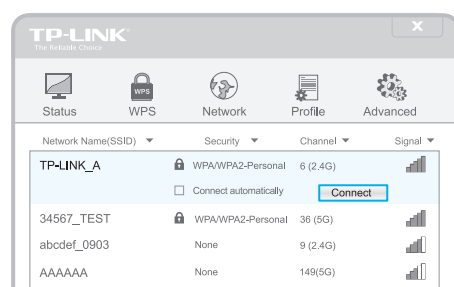 TP-LINK®
The Reliable Choice
X
WPS
Status WPS Network Profile Advanced
Network Name(SSID) Security Channel Signal
TP-LINK_A WPA/WPA2-Personal 6 (2.4G)
Connect automatically Connect
34567_TEST WPA/WPA2-Personal 36 (5G)
abcdef_0903 None 9 (2.4G)
AAAAAA None 149(5G)